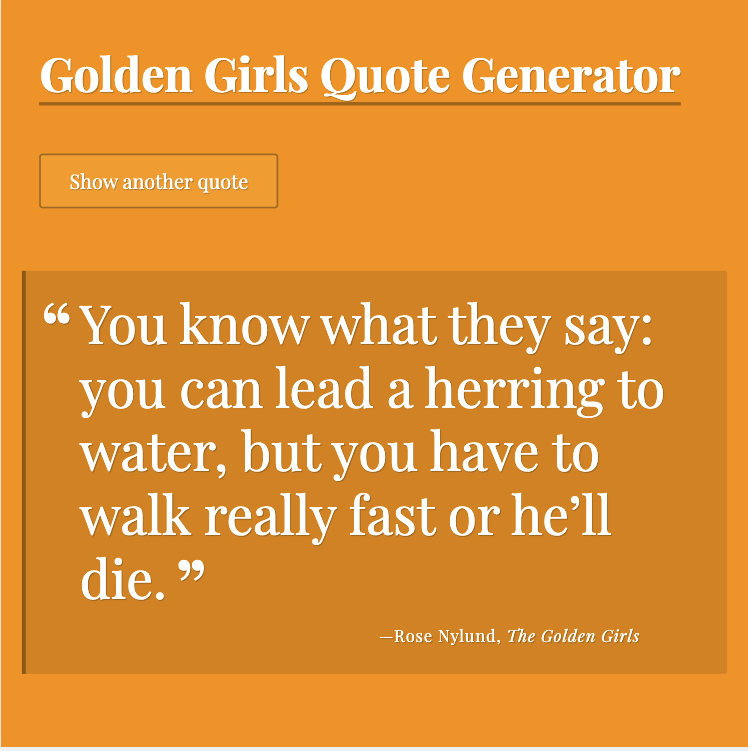 Golden Girls Quote Generator
Show another quote
“ You know what they say:
you can lead a herring to
water, but you have to
walk really fast or he’ll
die. ”
—Rose Nylund, The Golden Girls